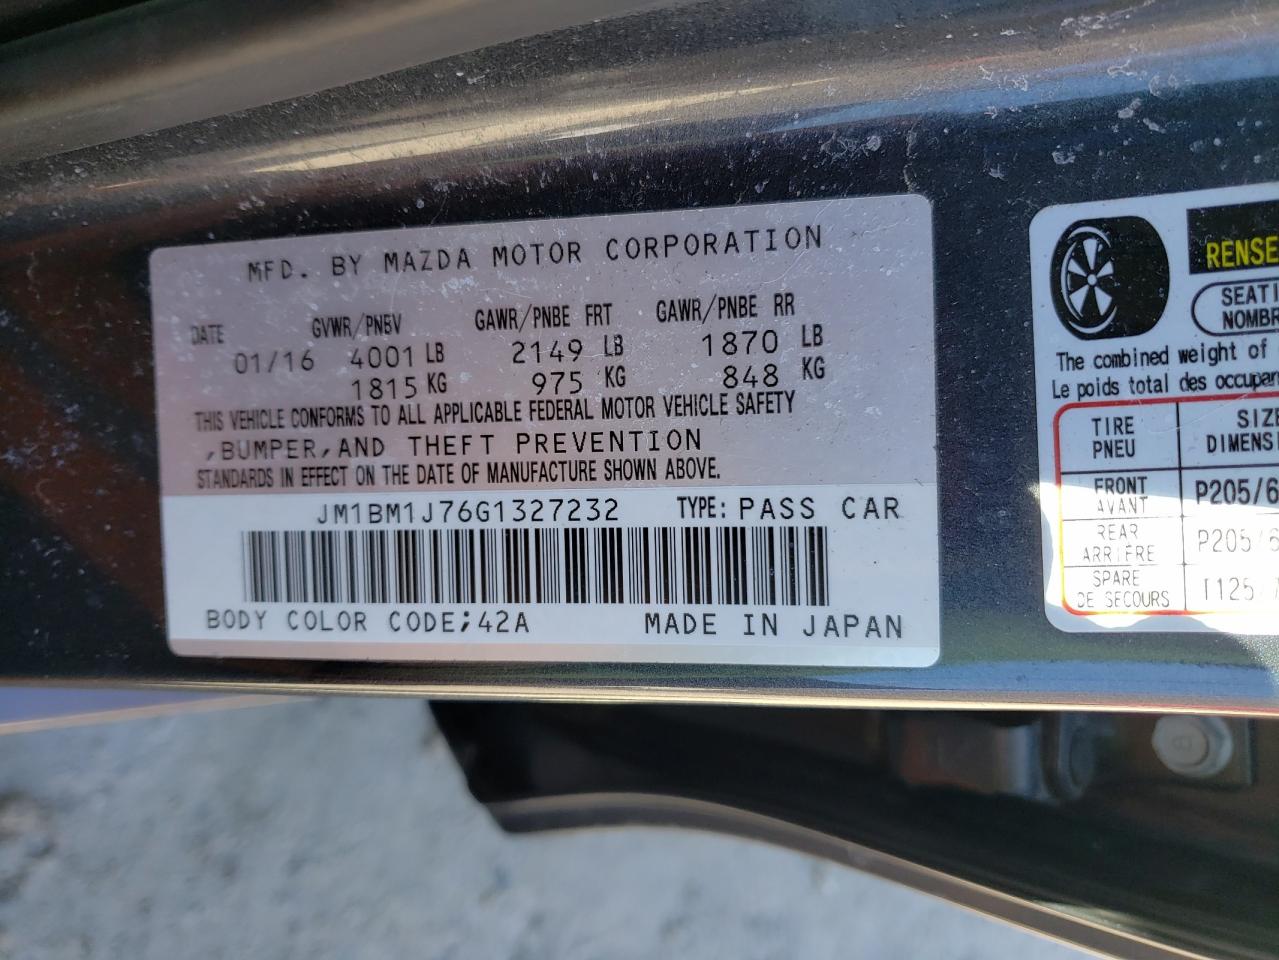 MFD. BY MAZDA MOTOR CORPORATION
DATE GVWR/PNBV GAWR/PNBE FRT GAWR/PNBE RR
01/16 4001 LB 2149 LB 1870 LB
1815 KG 975 KG 848 KG
THIS VEHICLE CONFORMS TO ALL APPLICABLE FEDERAL MOTOR VEHICLE SAFETY
,BUMPER,AND THEFT PREVENTION
STANDARDS IN EFFECT ON THE DATE OF MANUFACTURE SHOWN ABOVE.
JM1BM1J76G1327232 TYPE: PASS CAR
BODY COLOR CODE;42A MADE IN JAPAN
RENSE
SEATI
NOMBR
The combined weight of
Le poids total des occupan
TIRE SIZE
PNEU DIMENS
FRONT
AVANT P205/6
REAR
ARRIÈRE P205/6
SPARE
DE SECOURS T125/